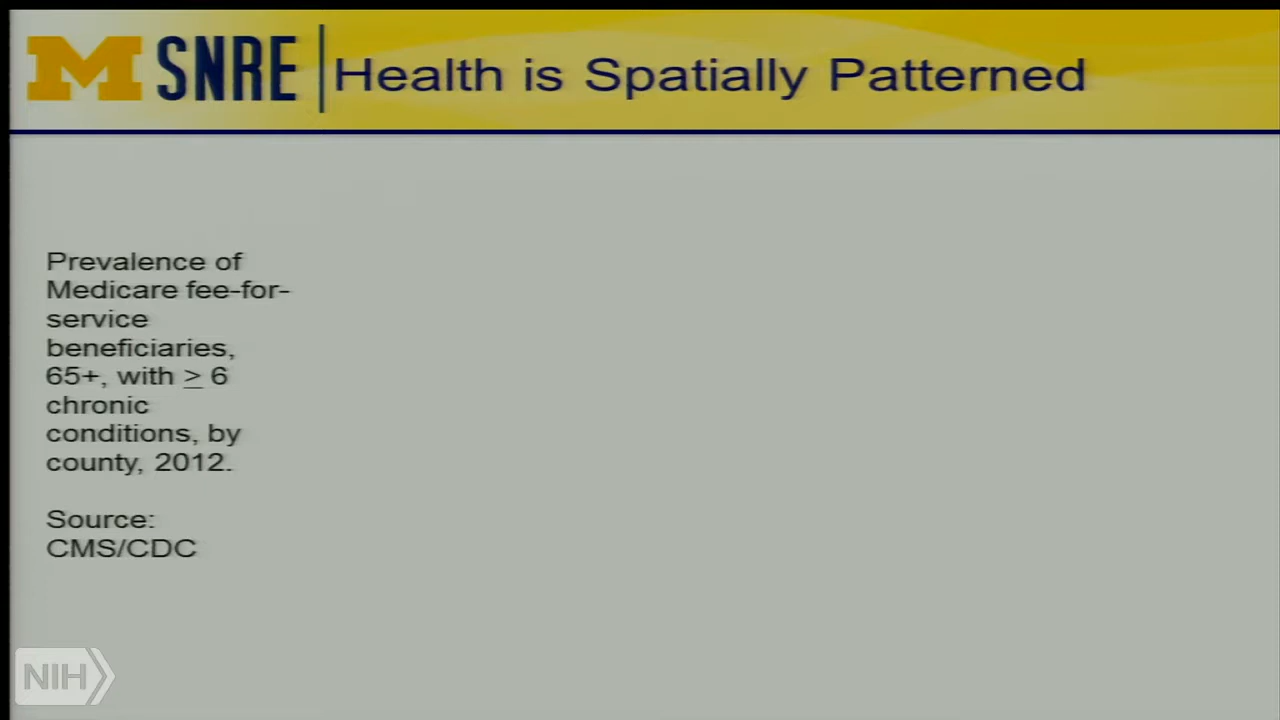 M SNRE Health is Spatially Patterned
Prevalence of
Medicare fee-for-
service
beneficiaries,
65+, with ≥ 6
chronic
conditions, by
county, 2012.
Source:
CMS/CDC
NIH